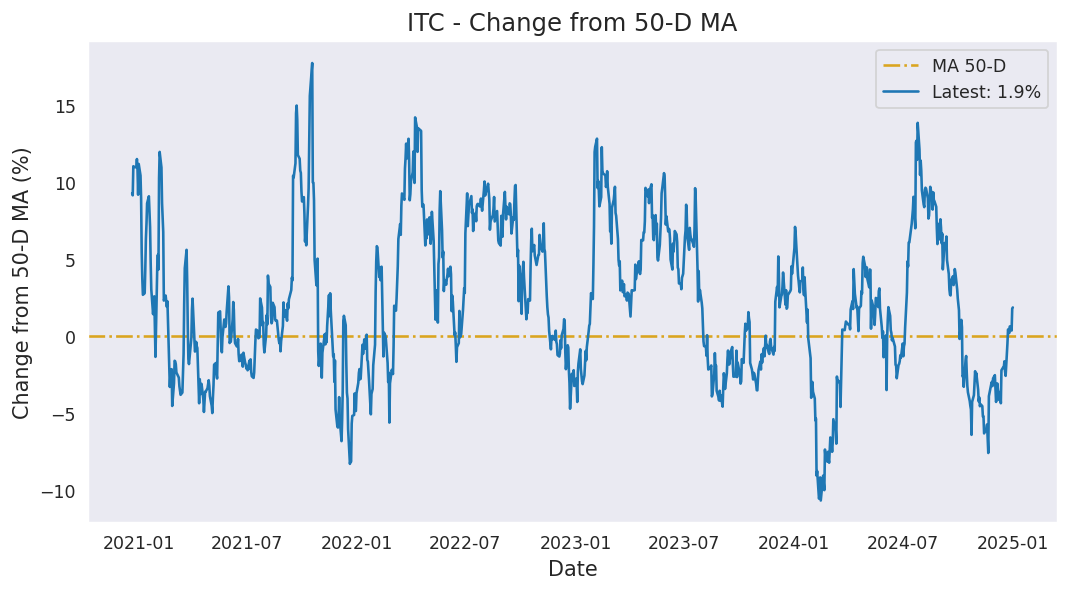 ITC - Change from 50-D MA
MA 50-D
Latest: 1.9%
Change from 50-D MA (%)
15
10
5
0
−5
−10
2021-01 2021-07 2022-01 2022-07 2023-01 2023-07 2024-01 2024-07 2025-01
Date